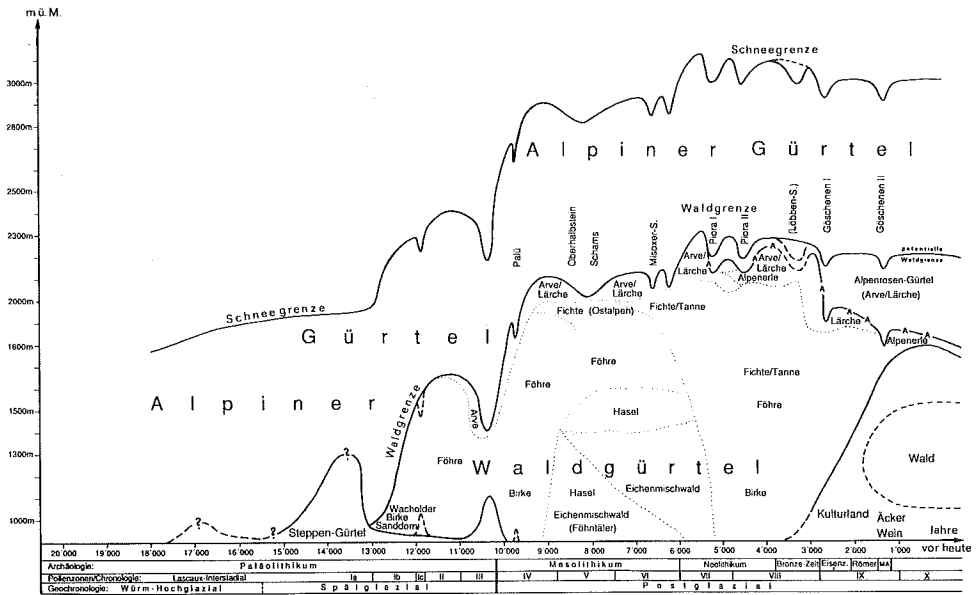 m ü. M.
3000m
2800m
2500m
2300m
2000m
1800m
1500m
1300m
1000m
Schneegrenze
Alpiner Gürtel
Waldgrenze
Palü
Oberhalbstein
Schams
Misoxer-S.
Piora I
Piora II
(Löbben-S.)
Göschenen I
Göschenen II
potentielle
Waldgrenze
Arve/
Lärche
Arve/
Lärche
Arve/
Lärche
Arve/
Lärche
Alpenerle
Alpenrosen-Gürtel
(Arve/Lärche)
Schneegrenze
Fichte (Ostalpen)
Fichte/Tanne
Lärche
Alpenerle
Gürtel
Alpiner
Waldgrenze
Arve
Föhre
Föhre
Föhre
Hasel
Fichte/Tanne
Föhre
Waldgürtel
Wald
Birke
Hasel
Eichenmischwald
Birke
Eichenmischwald
(Föhntäler)
Steppen-Gürtel
Wacholder
Birke
Sanddorn
Kulturland
Äcker
Wein
Jahre
vor heute
? ? ?
A A A A A A A A
20'000 19'000 18'000 17'000 16'000 15'000 14'000 13'000 12'000 11'000 10'000 9'000 8'000 7'000 6'000 5'000 4'000 3'000 2'000 1'000
Archäologie: Paläolithikum Mesolithikum Neolithikum Bronze Zeit Eisenz. Römer MA
Pollenzonen/Chronologie: Lascaux-Interstadial Ia Ib Ic II III IV V VI VII VIII IX X
Geochronologie: Würm-Hochglazial Spätglazial Postglazial